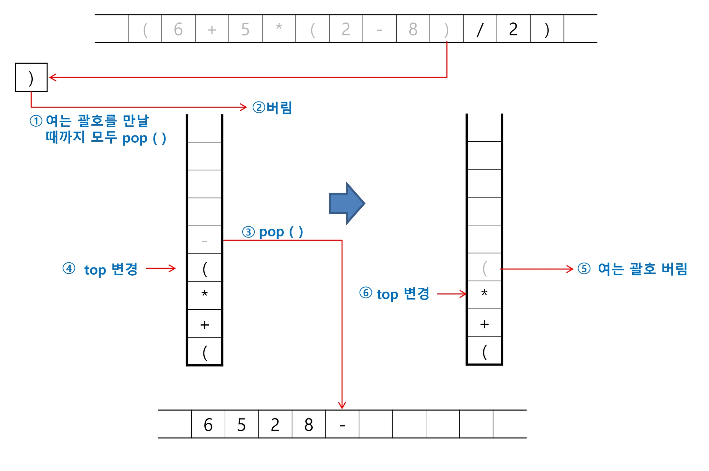 ( 6 + 5 * ( 2 - 8 ) / 2 )
)
① 여는 괄호를 만날
때까지 모두 pop ( )
②버림
-
(
*
+
(
③ pop ( )
④ top 변경
(
*
+
(
⑤ 여는 괄호 버림
⑥ top 변경
6 5 2 8 -